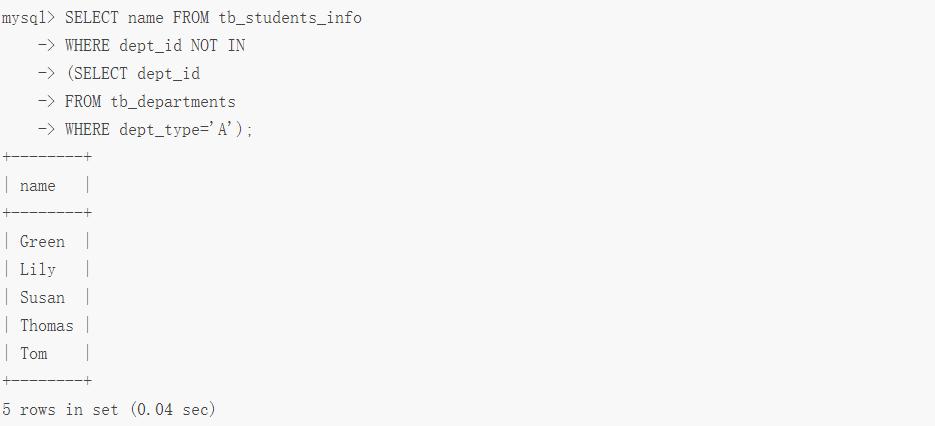 mysql> SELECT name FROM tb_students_info
    -> WHERE dept_id NOT IN
    -> (SELECT dept_id
    -> FROM tb_departments
    -> WHERE dept_type='A');
+--------+
| name   |
+--------+
| Green  |
| Lily   |
| Susan  |
| Thomas |
| Tom    |
+--------+
5 rows in set (0.04 sec)